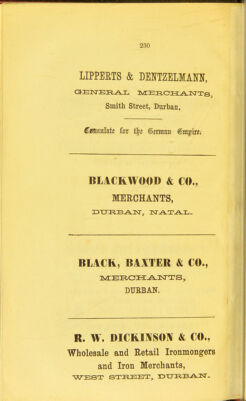 230
LIPPERTS & DENTZELMANN,
GENERAL MERCHANTS,
Smith Street, Durban.
Consulate for the German Empire.
BLACKWOOD & CO.,
MERCHANTS,
DURBAN, NATAL.
BLACK, BAXTER & CO.,
MERCHANTS,
DURBAN.
R. W. DICKINSON & CO.,
Wholesale and Retail Ironmongers
and Iron Merchants,
WEST STREET, DURBAN.